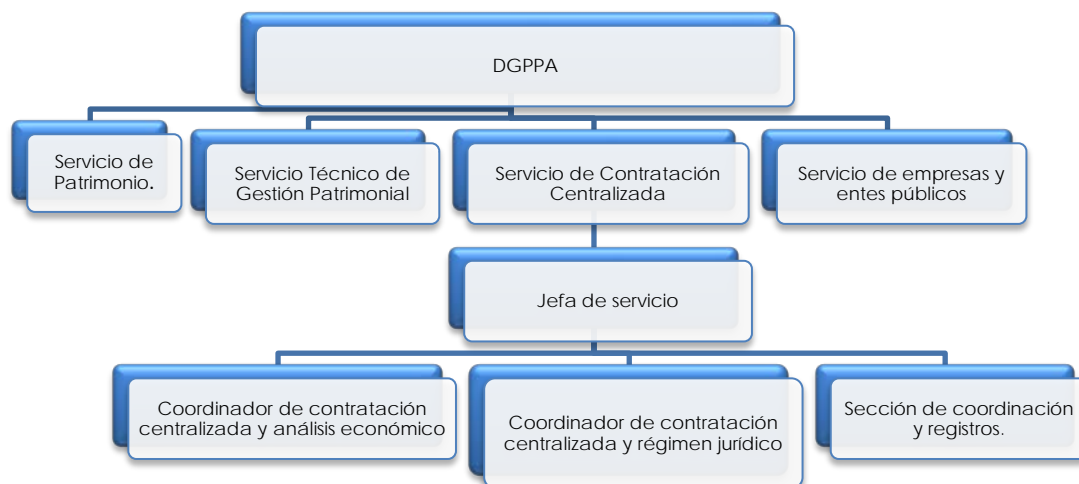 DGPPA
Servicio de
Patrimonio.
Servicio Técnico de
Gestión Patrimonial
Servicio de Contratación
Centralizada
Servicio de empresas y
entes públicos
Jefa de servicio
Coordinador de contratación
centralizada y análisis económico
Coordinador de contratación
centralizada y régimen jurídico
Sección de coordinación
y registros.